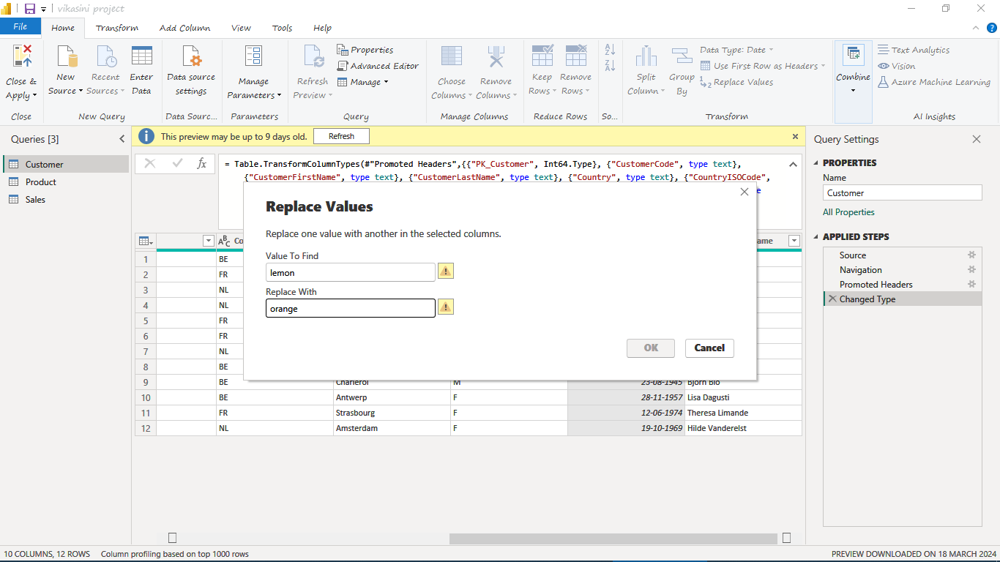 vikasini project
File Home Transform Add Column View Tools Help
Close & Apply
New Source
Recent Sources
Enter Data
Data source settings
Manage Parameters
Refresh Preview
Properties
Advanced Editor
Manage
Choose Columns
Remove Columns
Keep Rows
Remove Rows
Split Column
Group By
Data Type: Date
Use First Row as Headers
Replace Values
Combine
Text Analytics
Vision
Azure Machine Learning
Close New Query Data Sourc... Parameters Query Manage Columns Reduce Rows So... Transform AI Insights
Queries [3]
Customer
Product
Sales
This preview may be up to 9 days old. Refresh
= Table.TransformColumnTypes(#"Promoted Headers",{{"PK_Customer", Int64.Type}, {"CustomerCode", type text},
{"CustomerFirstName", type text}, {"CustomerLastName", type text}, {"Country", type text}, {"CountryISOCode",
Replace Values
Replace one value with another in the selected columns.
Value To Find
lemon
Replace With
orange
OK Cancel
ABC Co ame
1 BE
2 FR
3 NL
4 NL
5 FR
6 FR
7 NL
8 BE
9 BE Charleroi M 23-08-1945 Bjorn Bio
10 BE Antwerp F 28-11-1957 Lisa Dagusti
11 FR Strasbourg F 12-06-1974 Theresa Limande
12 NL Amsterdam F 19-10-1969 Hilde Vanderelst
Query Settings
PROPERTIES
Name
Customer
All Properties
APPLIED STEPS
Source
Navigation
Promoted Headers
Changed Type
10 COLUMNS, 12 ROWS Column profiling based on top 1000 rows PREVIEW DOWNLOADED ON 18 MARCH 2024